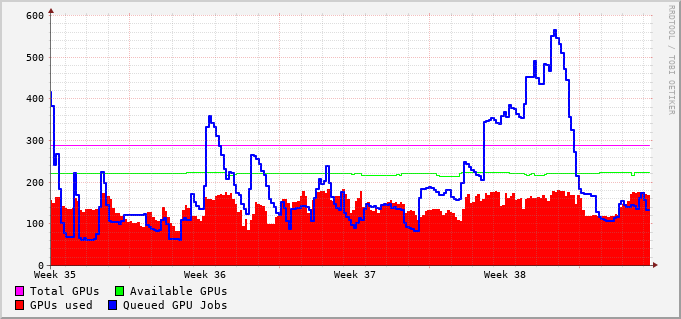 600
500
400
300
200
100
0
Week 35 Week 36 Week 37 Week 38
Total GPUs Available GPUs
GPUs used Queued GPU Jobs
RRDTOOL / TOBI OETIKER